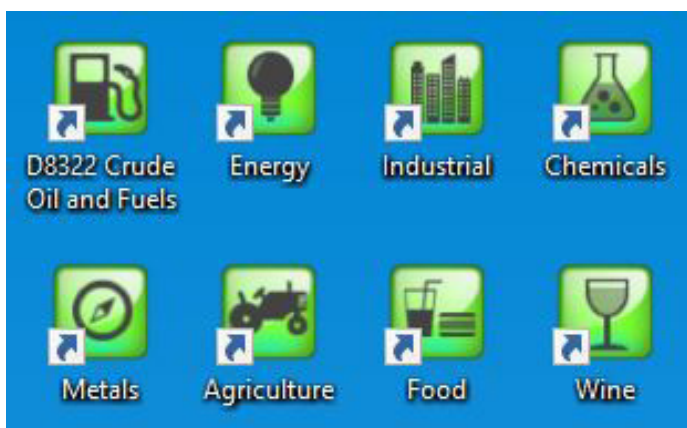 D8322 Crude
Oil and Fuels
Energy
Industrial
Chemicals
Metals
Agriculture
Food
Wine